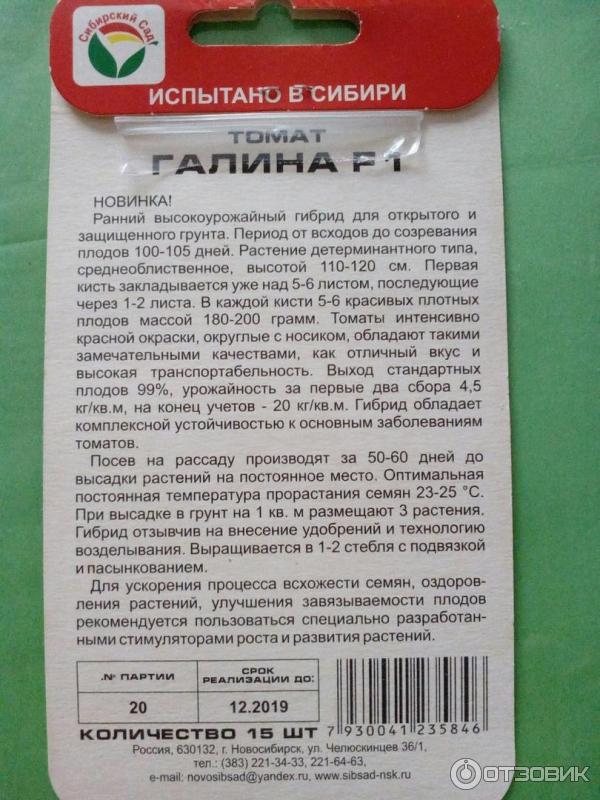 Сибирский Сад
ИСПЫТАНО В СИБИРИ
ТОМАТ
ГАЛИНА F1
НОВИНКА!
Ранний высокоурожайный гибрид для открытого и
защищенного грунта. Период от всходов до созревания
плодов 100-105 дней. Растение детерминантного типа,
среднеоблиственное, высотой 110-120 см. Первая
кисть закладывается уже над 5-6 листом, последующие
через 1-2 листа. В каждой кисти 5-6 красивых плотных
плодов массой 180-200 грамм. Томаты интенсивно
красной окраски, округлые с носиком, обладают такими
замечательными качествами, как отличный вкус и
высокая транспортабельность. Выход стандартных
плодов 99%, урожайность за первые два сбора 4,5
кг/кв.м, на конец учетов - 20 кг/кв.м. Гибрид обладает
комплексной устойчивостью к основным заболеваниям
томатов.
Посев на рассаду производят за 50-60 дней до
высадки растений на постоянное место. Оптимальная
постоянная температура прорастания семян 23-25 °С.
При высадке в грунт на 1 кв. м размещают 3 растения.
Гибрид отзывчив на внесение удобрений и технологию
возделывания. Выращивается в 1-2 стебля с подвязкой
и пасынкованием.
Для ускорения процесса всхожести семян, оздоров-
ления растений, улучшения завязываемости плодов
рекомендуется пользоваться специально разработан-
ными стимуляторами роста и развития растений.
.№ ПАРТИИ
СРОК
РЕАЛИЗАЦИИ ДО:
20
12.2019
КОЛИЧЕСТВО 15 ШТ
7 930041 235846
Россия, 630132, г. Новосибирск, ул. Челюскинцев 36/1,
тел.: (383) 221-34-33, 221-64-63,
e-mail: novosibsad@yandex.ru, www.sibsad-nsk.ru
ОТЗОВИК